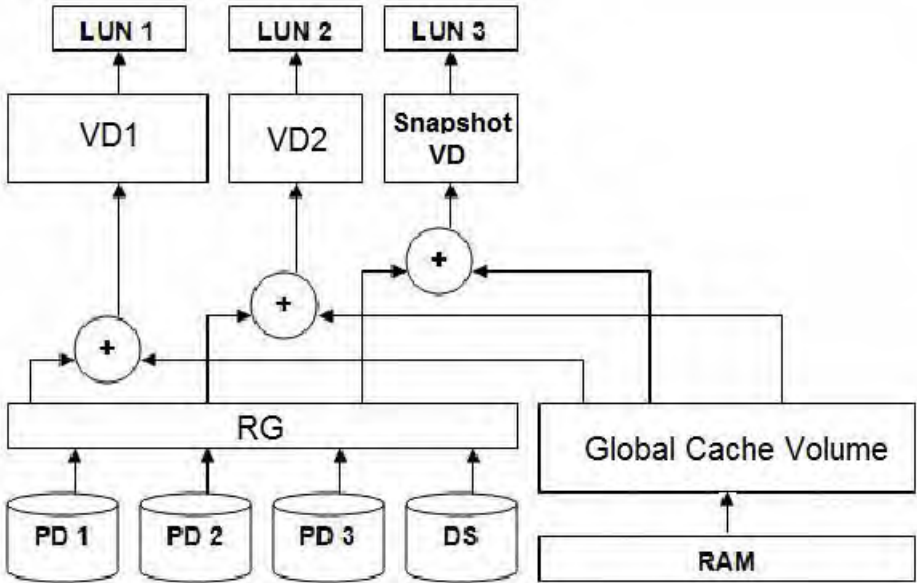 LUN 1
LUN 2
LUN 3
VD1
VD2
Snapshot
VD
+
+
+
RG
Global Cache Volume
PD 1
PD 2
PD 3
DS
RAM